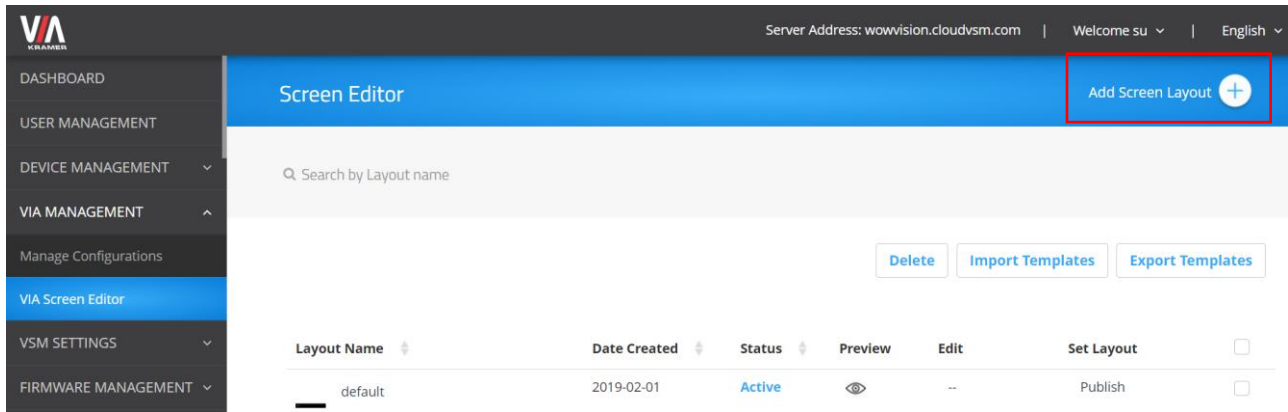 VIA
KRAMER
Server Address: wowvision.cloudvsm.com | Welcome su | English
DASHBOARD
USER MANAGEMENT
DEVICE MANAGEMENT
VIA MANAGEMENT
Manage Configurations
VIA Screen Editor
VSM SETTINGS
FIRMWARE MANAGEMENT
Screen Editor
Add Screen Layout
Search by Layout name
Delete Import Templates Export Templates
Layout Name Date Created Status Preview Edit Set Layout
default 2019-02-01 Active -- Publish